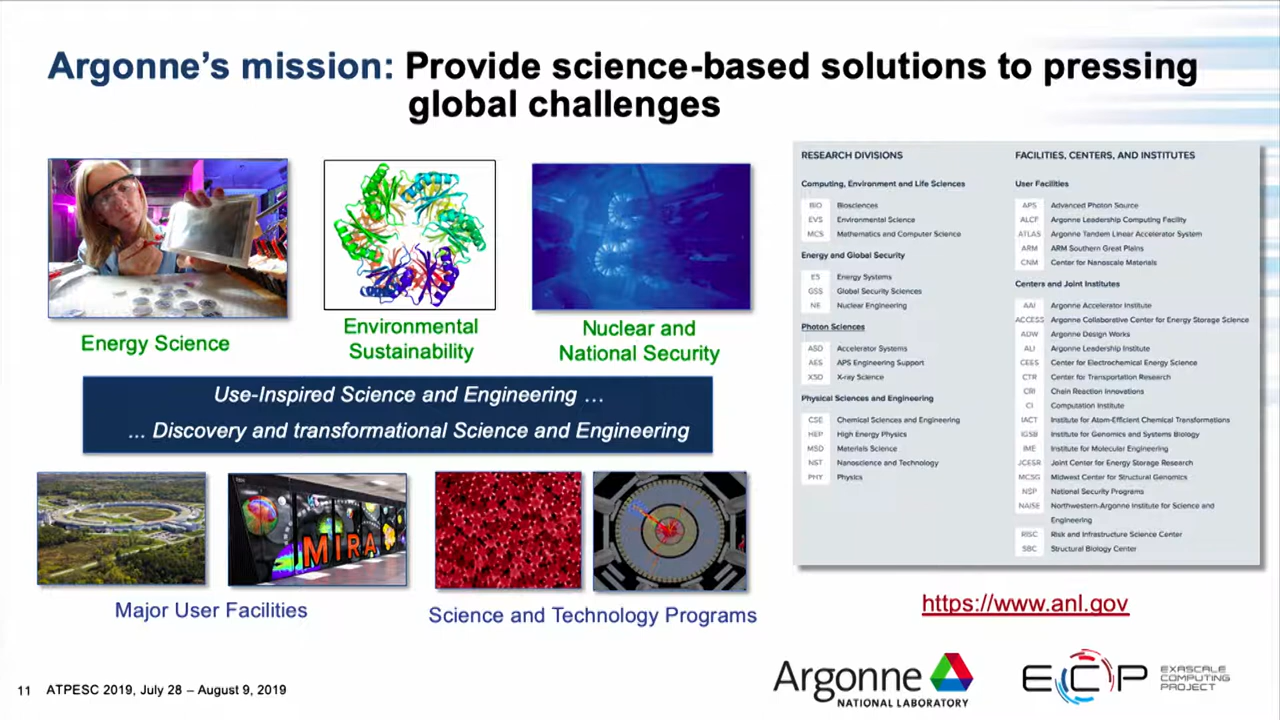 Argonne's mission: Provide science-based solutions to pressing
global challenges
Energy Science
Environmental
Sustainability
Nuclear and
National Security
Use-Inspired Science and Engineering …
... Discovery and transformational Science and Engineering
MIRA
Major User Facilities
Science and Technology Programs
RESEARCH DIVISIONS
Computing, Environment and Life Sciences
BIO Biosciences
EVS Environmental Science
MCS Mathematics and Computer Science
Energy and Global Security
ES Energy Systems
GSS Global Security Sciences
NE Nuclear Engineering
Photon Sciences
ASD Accelerator Systems
AES APS Engineering Support
XSD X-ray Science
Physical Sciences and Engineering
CSE Chemical Sciences and Engineering
HEP High Energy Physics
MSD Materials Science
NST Nanoscience and Technology
PHY Physics
FACILITIES, CENTERS, AND INSTITUTES
User Facilities
APS Advanced Photon Source
ALCF Argonne Leadership Computing Facility
ATLAS Argonne Tandem Linear Accelerator System
ARM ARM Southern Great Plains
CNM Center for Nanoscale Materials
Centers and Joint Institutes
AAI Argonne Accelerator Institute
ACCESS Argonne Collaborative Center for Energy Storage Science
ADW Argonne Design Works
ALI Argonne Leadership Institute
CEES Center for Electrochemical Energy Science
CTR Center for Transportation Research
CRI Chain Reaction Innovations
CI Computation Institute
IACT Institute for Atom-Efficient Chemical Transformations
IGSB Institute for Genomics and Systems Biology
IME Institute for Molecular Engineering
JCESR Joint Center for Energy Storage Research
MCSG Midwest Center for Structural Genomics
NSP National Security Programs
NAISE Northwestern-Argonne Institute for Science and
Engineering
RISC Risk and Infrastructure Science Center
SBC Structural Biology Center
https://www.anl.gov
11 ATPESC 2019, July 28 – August 9, 2019
Argonne
NATIONAL LABORATORY
ECP
EXASCALE
COMPUTING
PROJECT